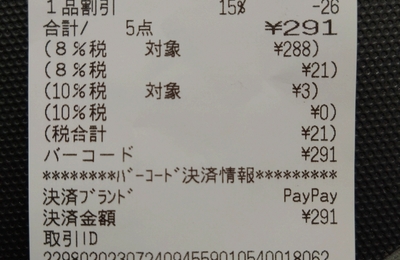 1品割引 15% -26
合計/ 5点 ¥291
(8%税 対象 ¥288)
(8%税 ¥21)
(10%税 対象 ¥3)
(10%税 ¥0)
(税合計 ¥21)
バーコード ¥291
********バーコード決済情報*********
決済ブランド PayPay
決済金額 ¥291
取引ID
2298020230724094559010540018062